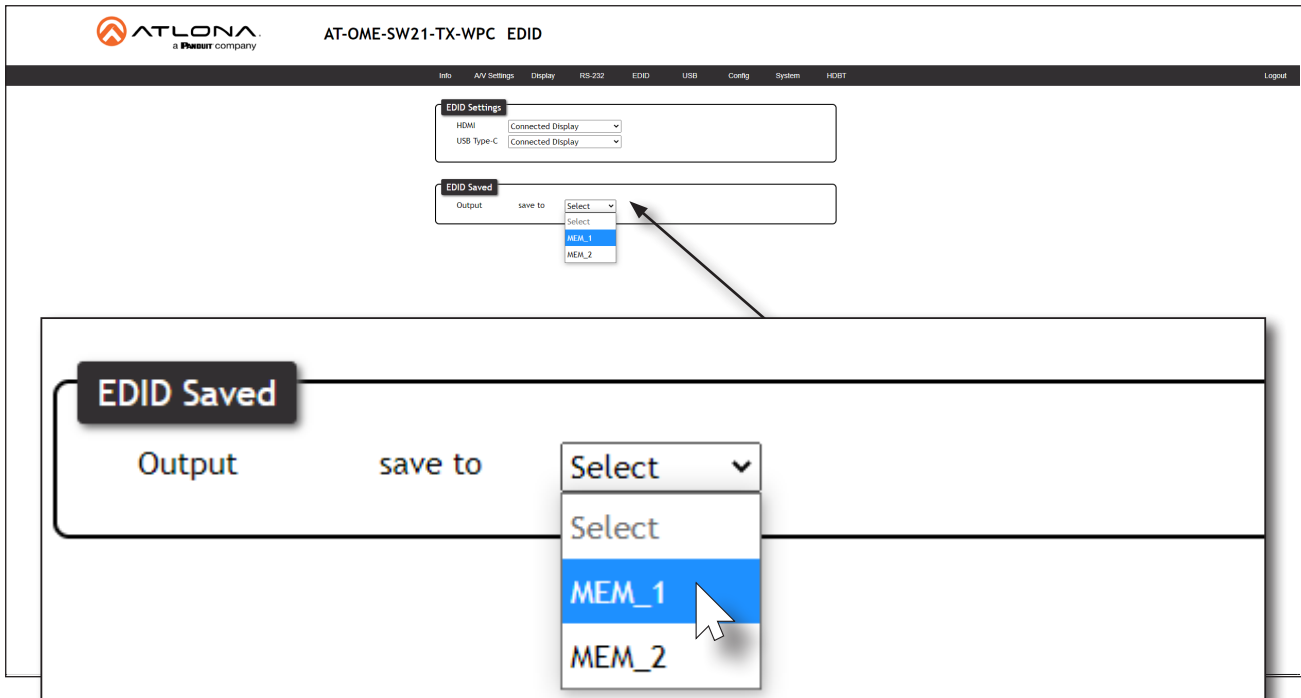 ATLONA.
a PANDUIT company
AT-OME-SW21-TX-WPC EDID
Info A/V Settings Display RS-232 EDID USB Config System HDBT Logout
EDID Settings
HDMI Connected Display
USB Type-C Connected Display
EDID Saved
Output save to Select
Select
MEM_1
MEM_2
EDID Saved
Output save to Select
Select
MEM_1
MEM_2